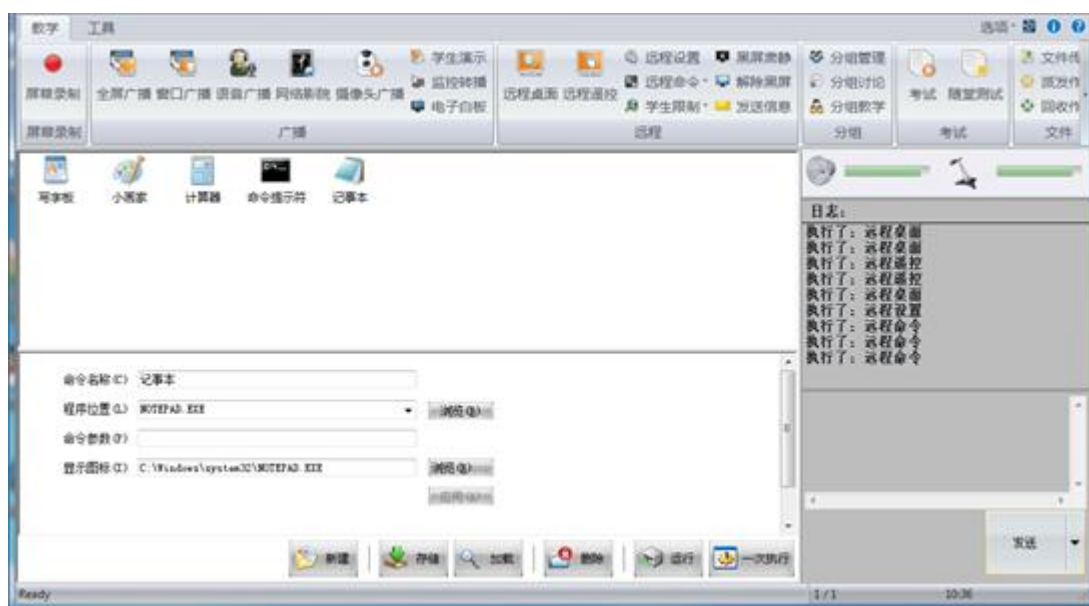 教学 工具 选项
学生演示 远程设置 黑屏肃静 分组管理 文件传
监控转播 远程命令 解除黑屏 分组讨论 派发作
屏幕录制 全屏广播 窗口广播 语音广播 网络影院 摄像头广播 远程桌面 远程遥控 考试 随堂测试
电子白板 学生限制 发送信息 分组教学 回收作
屏幕录制 广播 远程 分组 考试 文件
写字板 小画家 计算器 命令提示符 记事本
日志：
执行了：远程桌面
执行了：远程桌面
执行了：远程遥控
执行了：远程遥控
执行了：远程桌面
执行了：远程设置
执行了：远程命令
执行了：远程命令
执行了：远程命令
命令名称(C) 记事本
程序位置(L) NOTEPAD.EXE 浏览(B)
命令参数(P)
显示图标(I) C:\Windows\system32\NOTEPAD.EXE 浏览
应用
新建 存储 加载 删除 运行 一次执行
发送
Ready 1/1 10:36